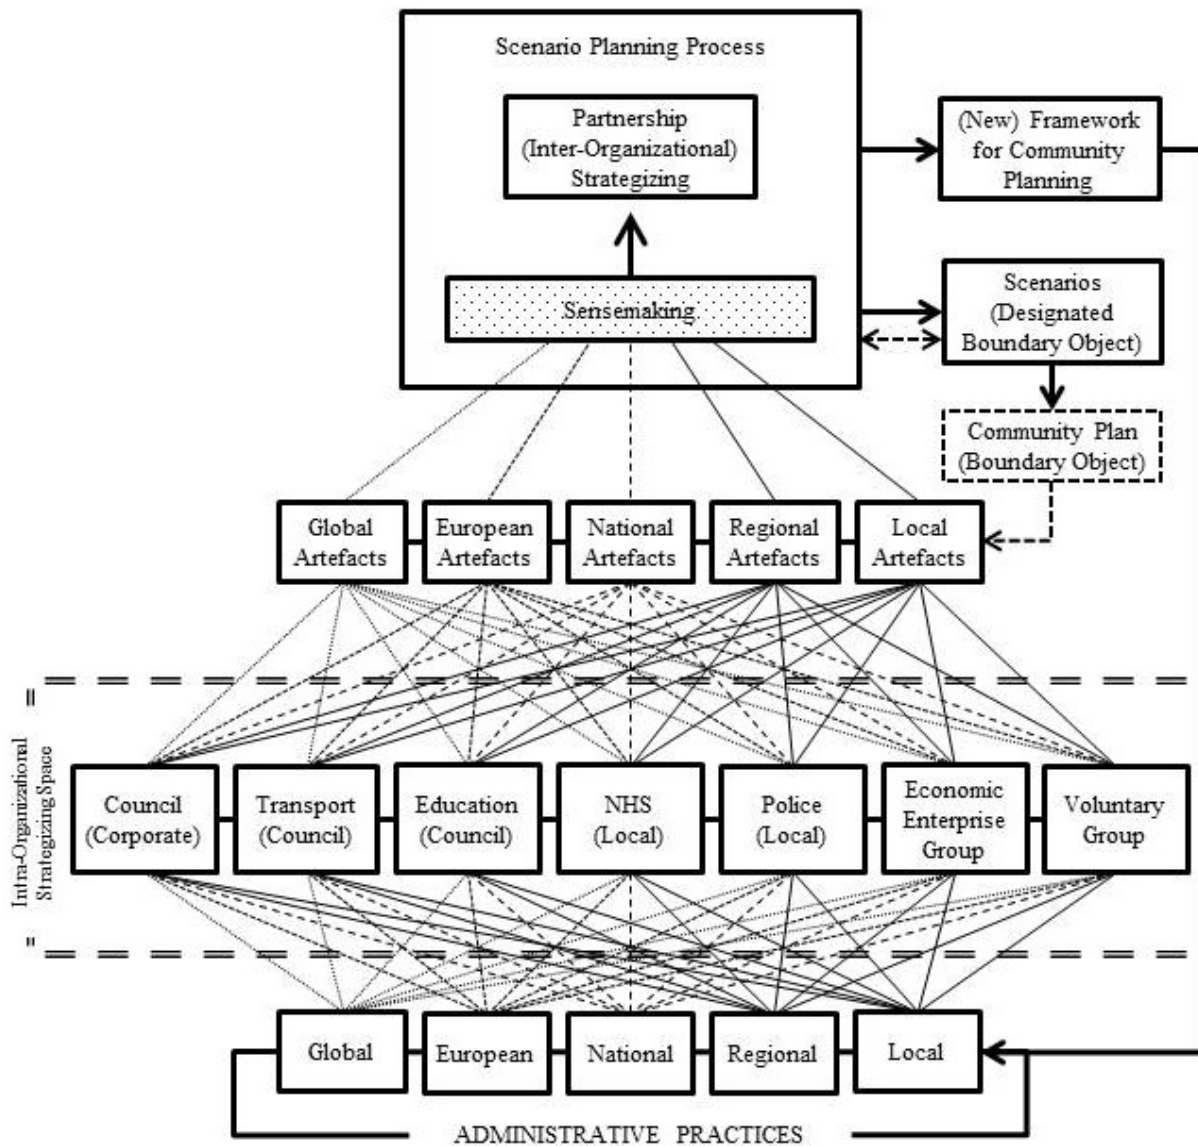 Scenario Planning Process
Partnership
(Inter-Organizational)
Strategizing
(New) Framework
for Community
Planning
Sensemaking
Scenarios
(Designated
Boundary Object)
Community Plan
(Boundary Object)
Global
Artefacts
European
Artefacts
National
Artefacts
Regional
Artefacts
Local
Artefacts
Intra-Organizational
Strategizing Space
Council
(Corporate)
Transport
(Council)
Education
(Council)
NHS
(Local)
Police
(Local)
Economic
Enterprise
Group
Voluntary
Group
Global
European
National
Regional
Local
ADMINISTRATIVE PRACTICES